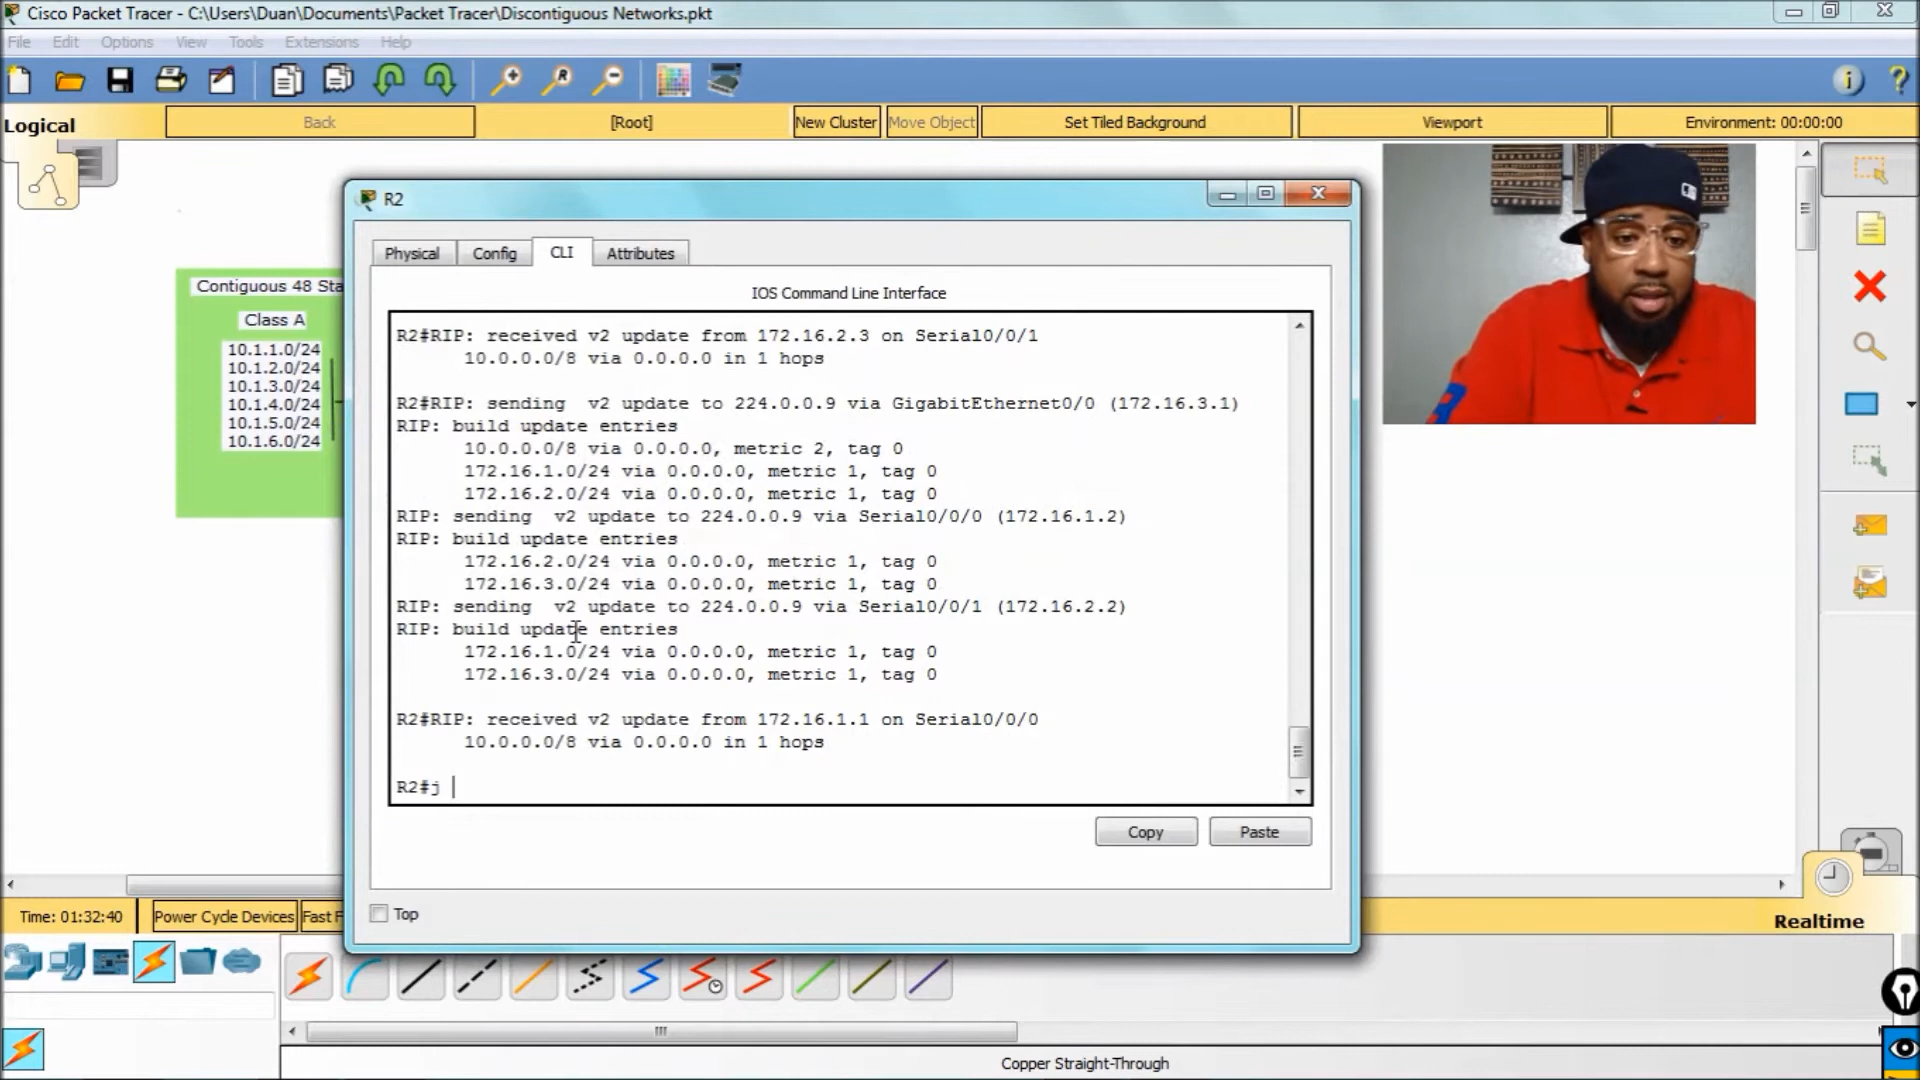 Cisco Packet Tracer - C:\Users\Duan\Documents\Packet Tracer\Discontiguous Networks.pkt
File Edit Options View Tools Extensions Help
Logical Back [Root] New Cluster Move Object Set Tiled Background Viewport Environment: 00:00:00
R2
Physical Config CLI Attributes
IOS Command Line Interface
Contiguous 48 Sta
Class A
10.1.1.0/24
10.1.2.0/24
10.1.3.0/24
10.1.4.0/24
10.1.5.0/24
10.1.6.0/24
R2#RIP: received v2 update from 172.16.2.3 on Serial0/0/1
10.0.0.0/8 via 0.0.0.0 in 1 hops
R2#RIP: sending  v2 update to 224.0.0.9 via GigabitEthernet0/0 (172.16.3.1)
RIP: build update entries
10.0.0.0/8 via 0.0.0.0, metric 2, tag 0
172.16.1.0/24 via 0.0.0.0, metric 1, tag 0
172.16.2.0/24 via 0.0.0.0, metric 1, tag 0
RIP: sending  v2 update to 224.0.0.9 via Serial0/0/0 (172.16.1.2)
RIP: build update entries
172.16.2.0/24 via 0.0.0.0, metric 1, tag 0
172.16.3.0/24 via 0.0.0.0, metric 1, tag 0
RIP: sending  v2 update to 224.0.0.9 via Serial0/0/1 (172.16.2.2)
RIP: build update entries
172.16.1.0/24 via 0.0.0.0, metric 1, tag 0
172.16.3.0/24 via 0.0.0.0, metric 1, tag 0
R2#RIP: received v2 update from 172.16.1.1 on Serial0/0/0
10.0.0.0/8 via 0.0.0.0 in 1 hops
R2#j
Copy Paste
Top
Time: 01:32:40 Power Cycle Devices Fast F
Realtime
Copper Straight-Through